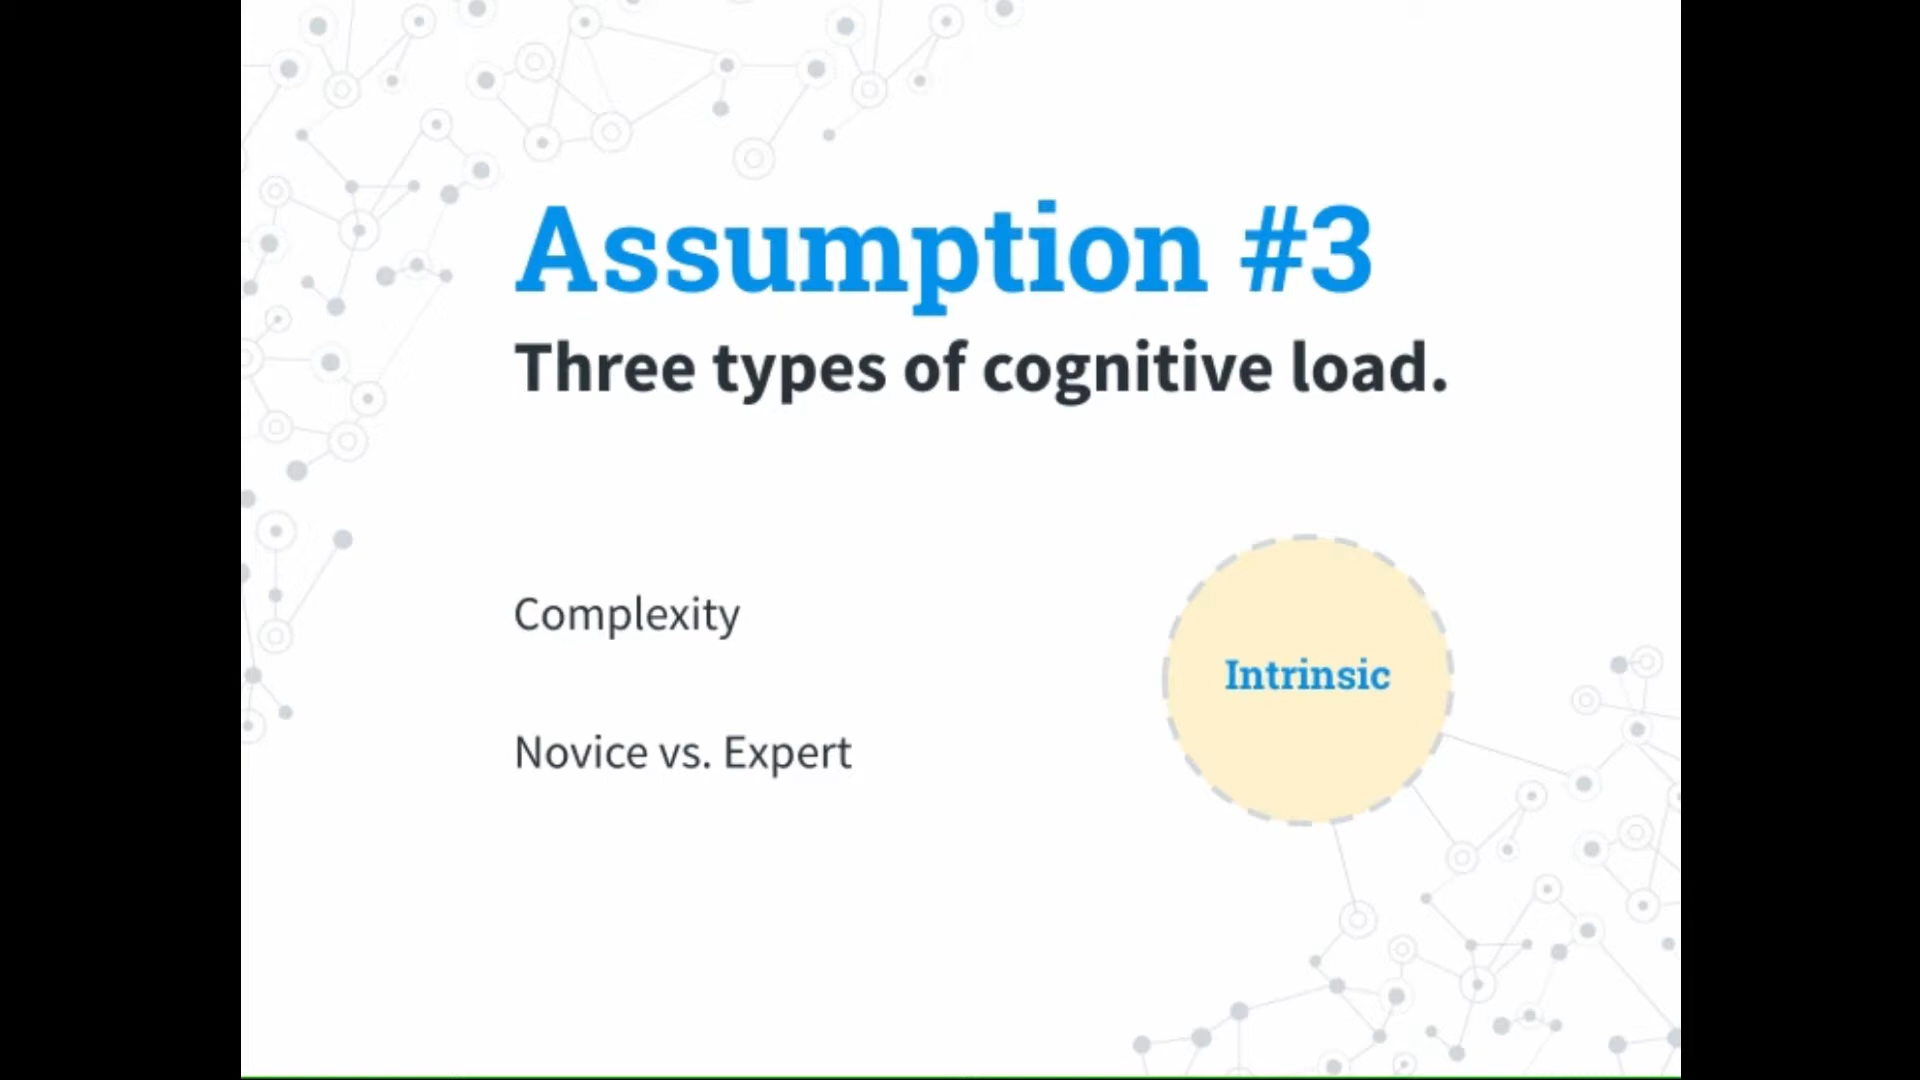 Assumption #3
Three types of cognitive load.
Complexity
Intrinsic
Novice vs. Expert